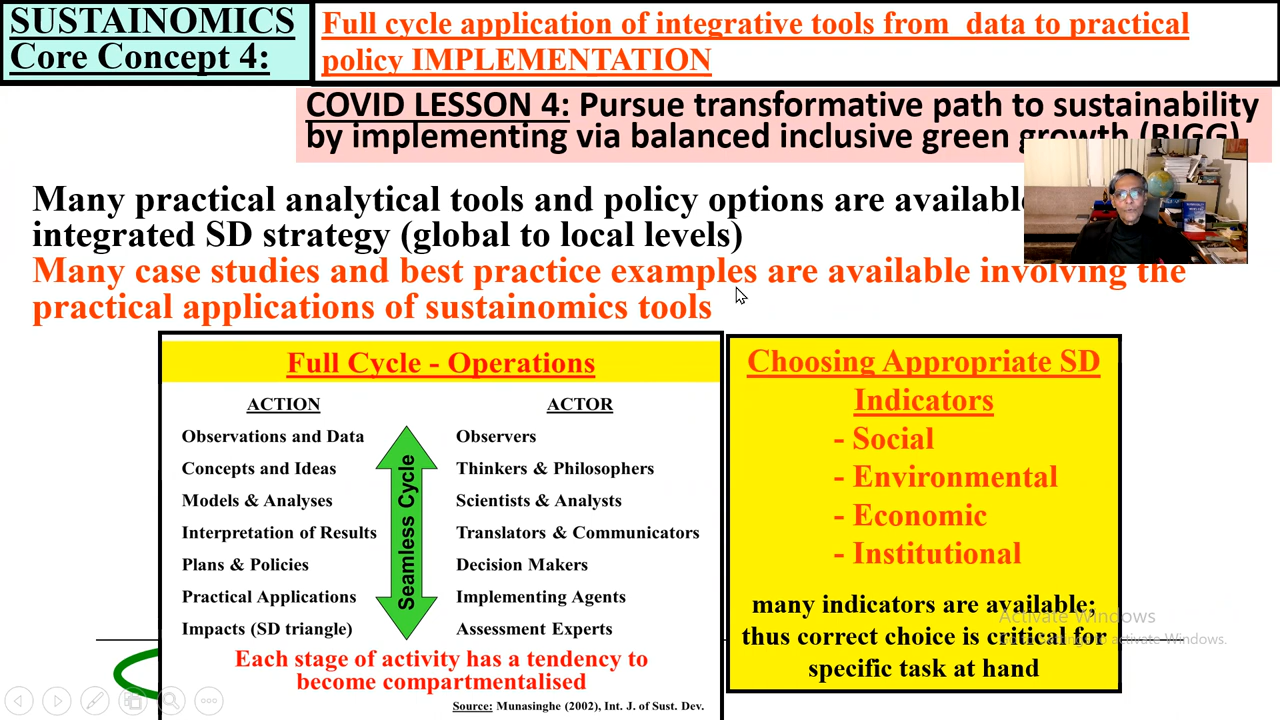 SUSTAINOMICS
Core Concept 4:
Full cycle application of integrative tools from data to practical
policy IMPLEMENTATION
COVID LESSON 4: Pursue transformative path to sustainability
by implementing via balanced inclusive green growth (BIGG)
Many practical analytical tools and policy options are available
integrated SD strategy (global to local levels)
Many case studies and best practice examples are available involving the
practical applications of sustainomics tools
Full Cycle - Operations
ACTION ACTOR
Observations and Data Observers
Concepts and Ideas Thinkers & Philosophers
Models & Analyses Scientists & Analysts
Interpretation of Results Translators & Communicators
Plans & Policies Decision Makers
Practical Applications Implementing Agents
Impacts (SD triangle) Assessment Experts
Seamless Cycle
Each stage of activity has a tendency to
become compartmentalised
Source: Munasinghe (2002), Int. J. of Sust. Dev.
Choosing Appropriate SD
Indicators
- Social
- Environmental
- Economic
- Institutional
many indicators are available;
thus correct choice is critical for
specific task at hand
Activate Windows
activate Windows.